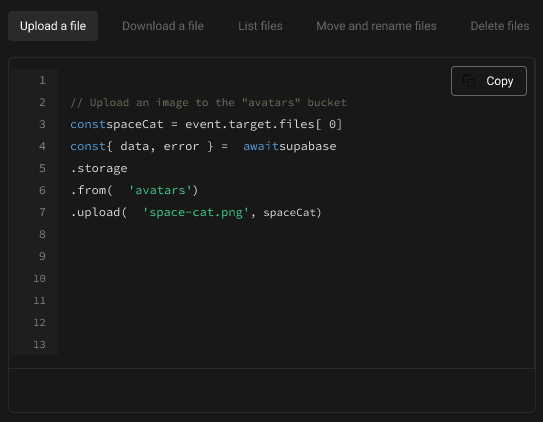 Upload a file Download a file List files Move and rename files Delete files
Copy
1
2 // Upload an image to the "avatars" bucket
3 constspaceCat = event.target.files[ 0]
4 const{ data, error } = awaitsupabase
5 .storage
6 .from( 'avatars')
7 .upload( 'space-cat.png', spaceCat)
8
9
10
11
12
13